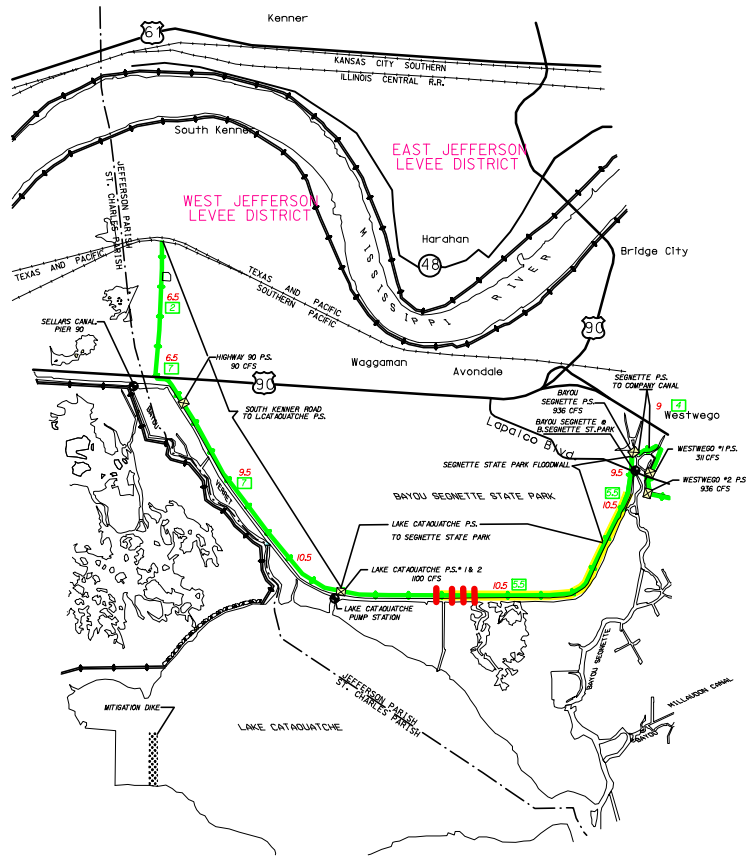 Kenner
61
KANSAS CITY SOUTHERN
ILLINOIS CENTRAL R.R.
South Kenner
EAST JEFFERSON
LEVEE DISTRICT
JEFFERSON PARISH
ST. CHARLES PARISH
WEST JEFFERSON
LEVEE DISTRICT
MISSISSIPPI RIVER
Harahan
48
Bridge City
TEXAS AND PACIFIC
TEXAS AND PACIFIC
SOUTHERN PACIFIC
6.5
2
SELLARS CANAL
PIER 90
90
6.5
7
HIGHWAY 90 P.S.
90 CFS
Waggaman
Avondale
90
SEGNETTE P.S.
TO COMPANY CANAL
BAYOU
SEGNETTE P.S.
936 CFS
9
4
Westwego
BAYOU
SOUTH KENNER ROAD
TO L.CATAOUATCHE P.S.
Lapalco Blvd
BAYOU SEGNETTE @
B.SEGNETTE ST.PARK
WESTWEGO #1 P.S.
311 CFS
SEGNETTE STATE PARK FLOODWALL
9.5
7
9.5
WESTWEGO #2 P.S
936 CFS
VERRET
BAYOU SEGNETTE STATE PARK
5.5
10.5
LAKE CATAOUATCHE P.S.
TO SEGNETTE STATE PARK
10.5
LAKE CATAOUATCHE P.S.# 1 & 2
1100 CFS
10.5
5.5
LAKE CATAOUATCHE
PUMP STATION
BAYOU SEGNETTE
JEFFERSON PARISH
ST. CHARLES PARISH
MILLAUDON CANAL
MITIGATION DIKE
LAKE CATAOUATCHE
BAYOU